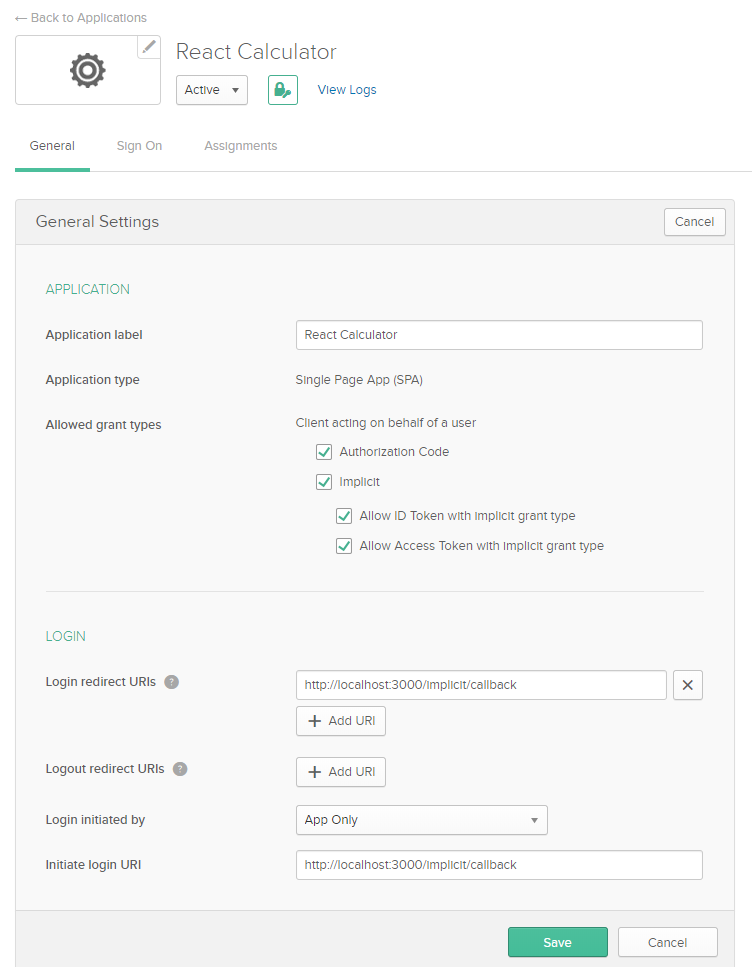 ← Back to Applications
React Calculator
Active
View Logs
General Sign On Assignments
General Settings
Cancel
APPLICATION
Application label
React Calculator
Application type
Single Page App (SPA)
Allowed grant types
Client acting on behalf of a user
Authorization Code
Implicit
Allow ID Token with implicit grant type
Allow Access Token with implicit grant type
LOGIN
Login redirect URIs ?
http://localhost:3000/implicit/callback
+ Add URI
Logout redirect URIs ?
+ Add URI
Login initiated by
App Only
Initiate login URI
http://localhost:3000/implicit/callback
Save
Cancel